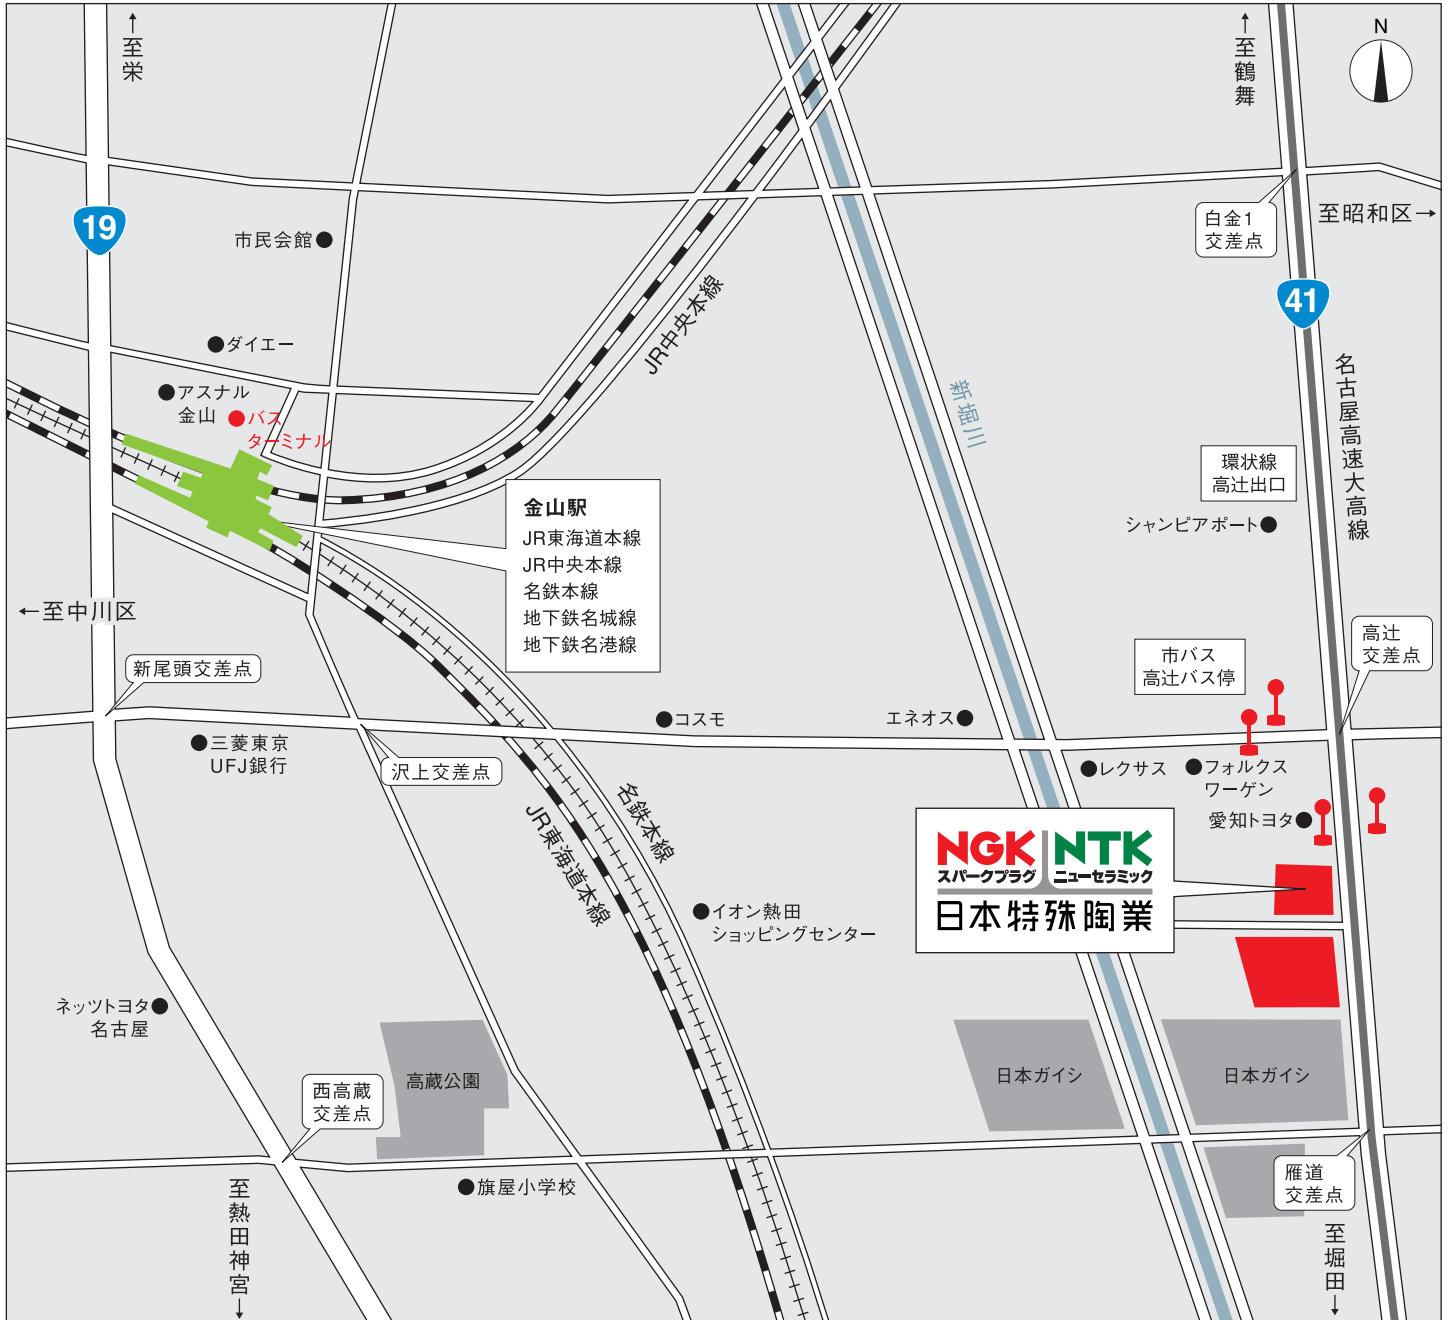 ↑至栄
↑至鶴舞
N
19
白金1
交差点
至昭和区→
市民会館
41
ダイエー
JR中央本線
アスナル
金山
バス
ターミナル
新堀川
名古屋高速大高線
環状線
高辻出口
シャンピアポート
金山駅
JR東海道本線
JR中央本線
名鉄本線
地下鉄名城線
地下鉄名港線
←至中川区
高辻
交差点
新尾頭交差点
市バス
高辻バス停
コスモ
エネオス
三菱東京
UFJ銀行
沢上交差点
レクサス
フォルクス
ワーゲン
愛知トヨタ
名鉄本線
JR東海道本線
NGK
スパークプラグ
NTK
ニューセラミック
日本特殊陶業
イオン熱田
ショッピングセンター
ネッツトヨタ
名古屋
高蔵公園
日本ガイシ
日本ガイシ
西高蔵
交差点
旗屋小学校
雁道
交差点
至熱田神宮↓
至堀田↓